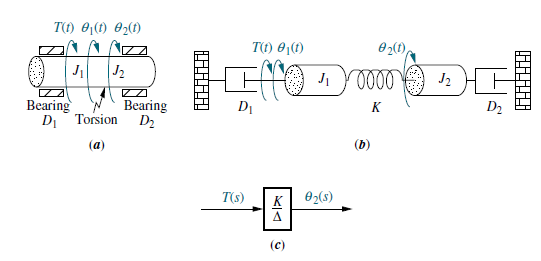 T(t) θ₁(t) θ₂(t)
J₁ J₂
Bearing Bearing
D₁ Torsion D₂
(a)
T(t) θ₁(t) θ₂(t)
J₁ J₂
D₁ K D₂
(b)
T(s) K/Δ θ₂(s)
(c)